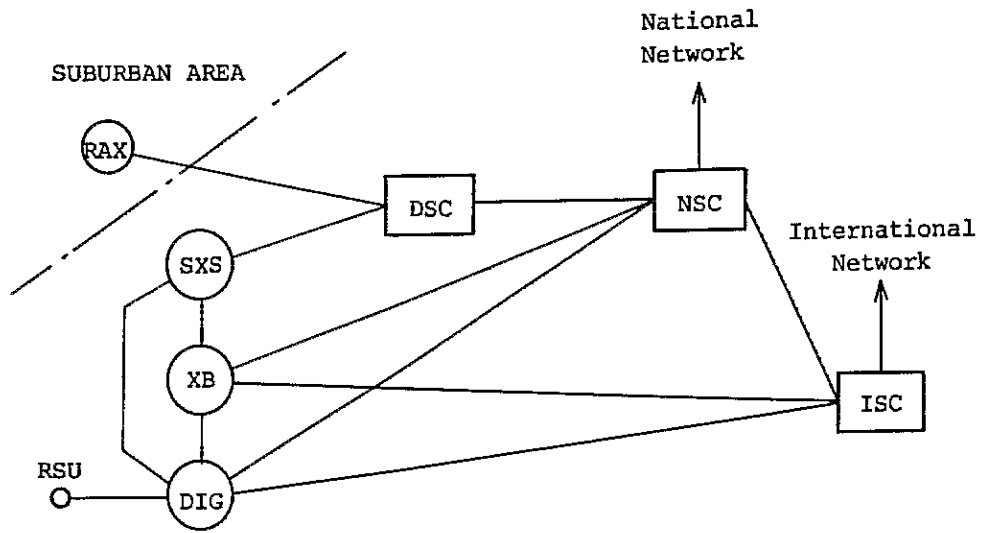 National
Network
SUBURBAN AREA
RAX
DSC
NSC
International
Network
SXS
XB
ISC
RSU
DIG